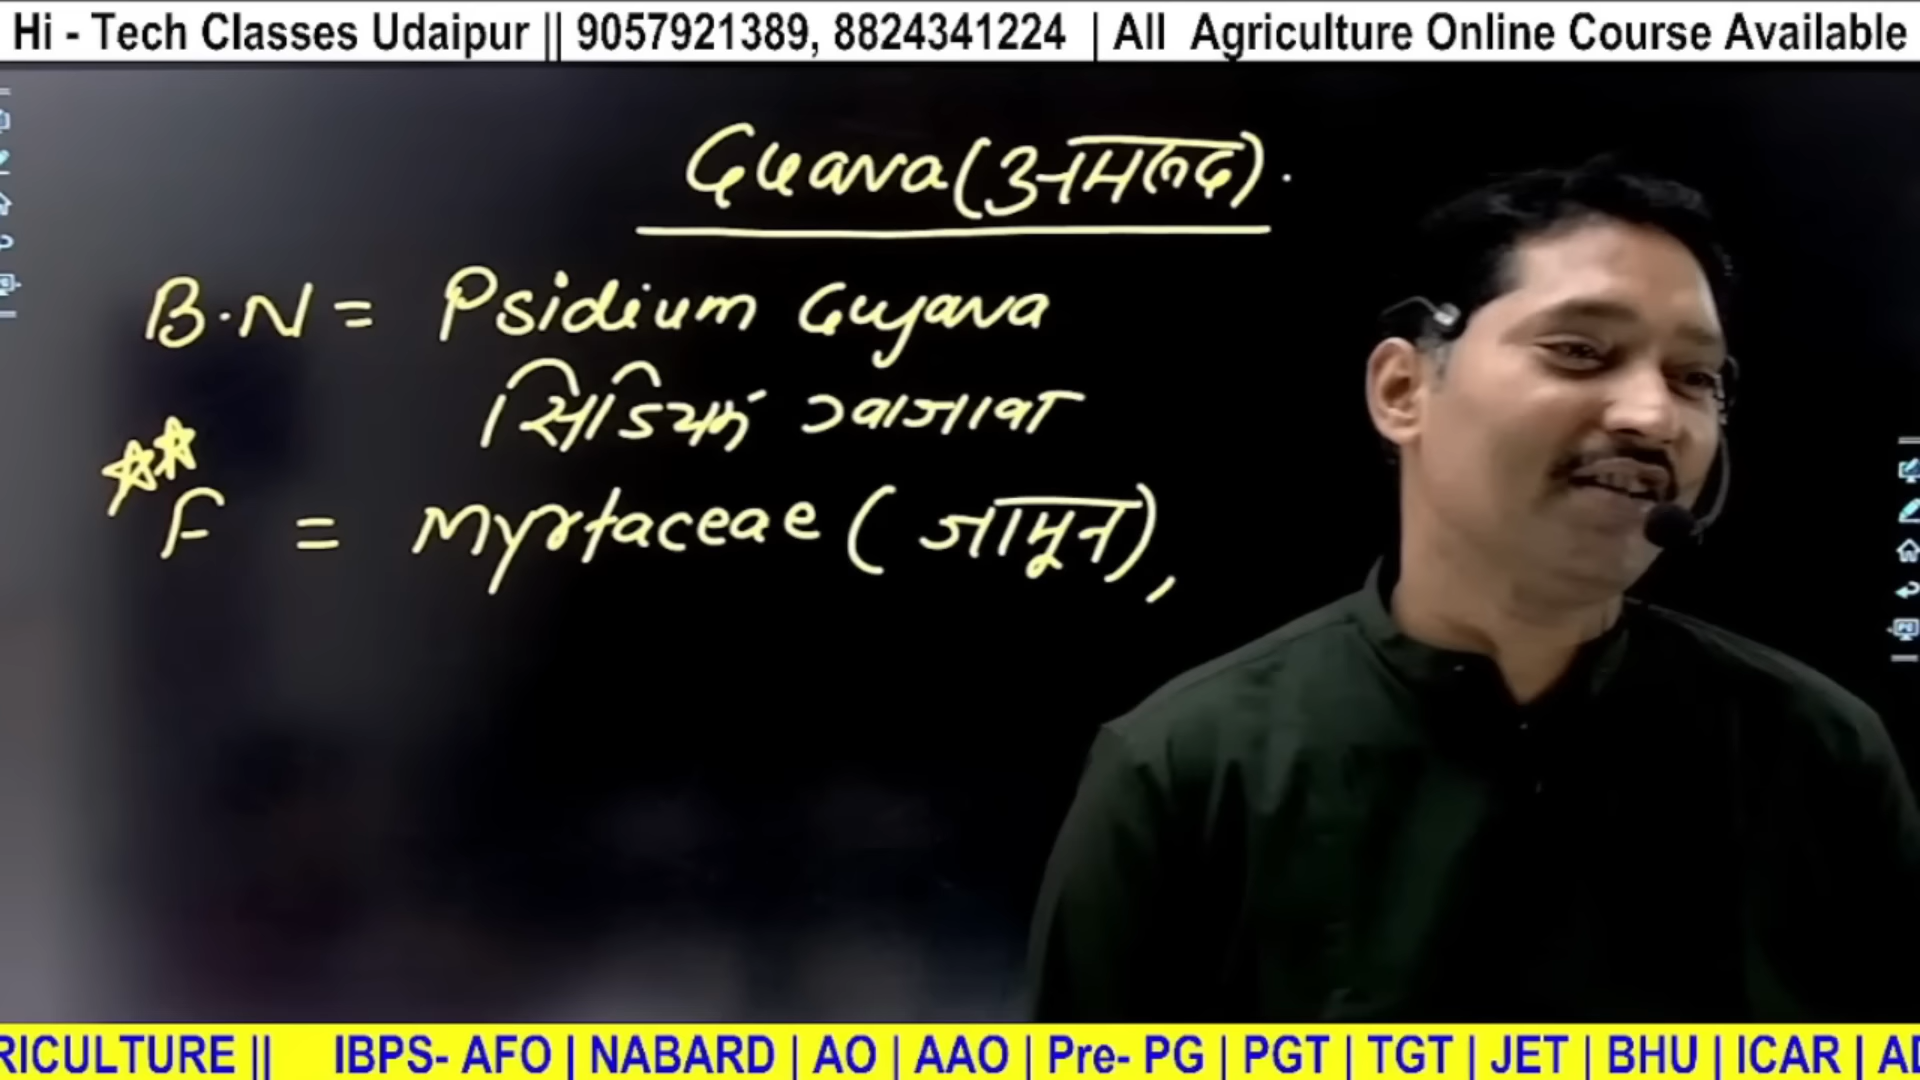 Hi - Tech Classes Udaipur || 9057921389, 8824341224 | All Agriculture Online Course Available
Guava (अमरूद) .
B.N = Psidium Gujava
सिडियम ग्वाजावा
F = Myrtaceae ( जामून) ,
RICULTURE || IBPS- AFO | NABARD | AO | AAO | Pre- PG | PGT | TGT | JET | BHU | ICAR | AD